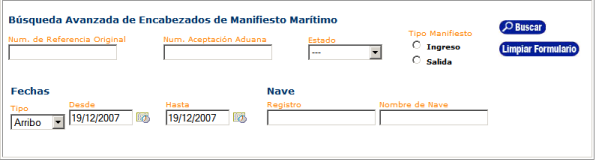 Búsqueda Avanzada de Encabezados de Manifiesto Marítimo
Num. de Referencia Original
Num. Aceptación Aduana
Estado
---
Tipo Manifiesto
Ingreso
Salida
Buscar
Limpiar Formulario
Fechas
Tipo
Arribo
Desde
19/12/2007
Hasta
19/12/2007
Nave
Registro
Nombre de Nave